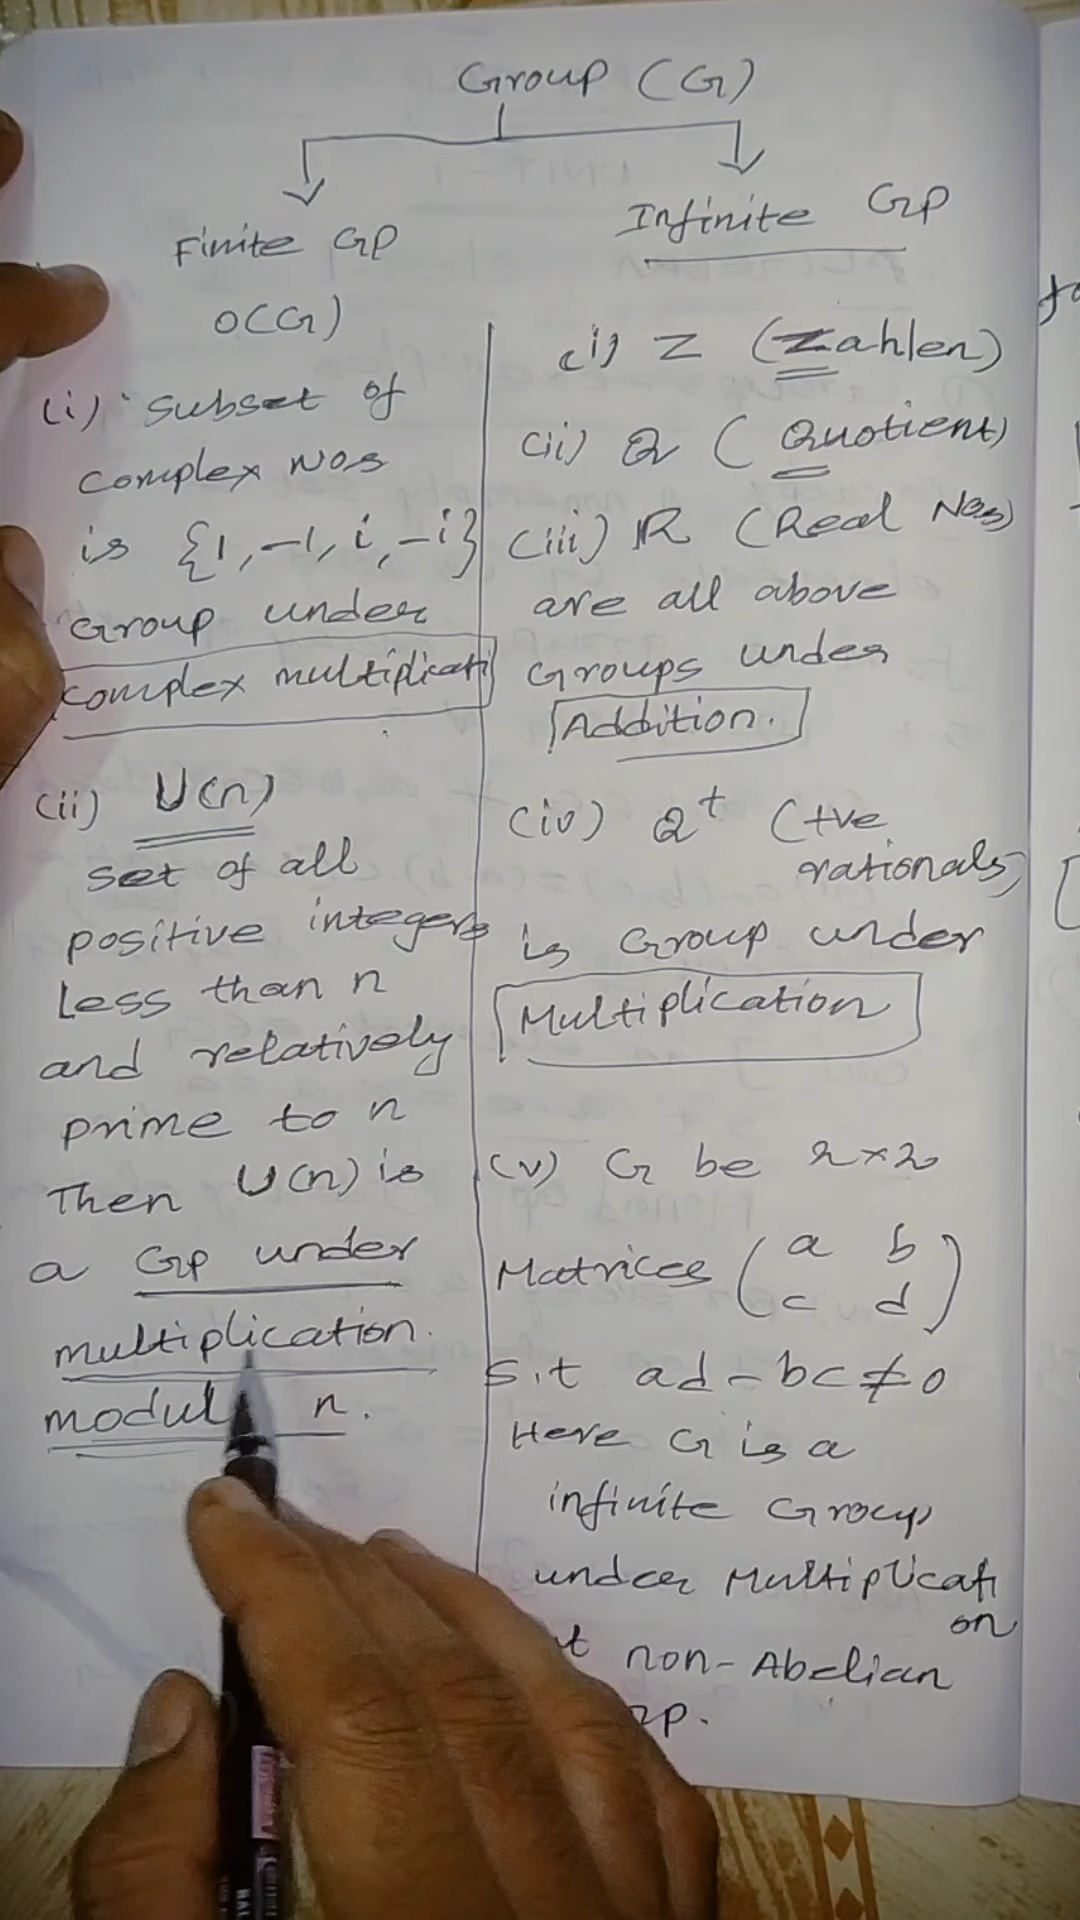 Group (G)
Finite GP
O(G)
(i) Subset of
complex Nos
is {1, -1, i, -i}
Group under
complex multiplicati
(ii) U(n)
set of all
positive integers
less than n
and relatively
prime to n
Then U(n) is
a Gp under
multiplication.
modul n.
Infinite GP
(i) Z (Zahlen)
(ii) Q (Quotient)
(iii) R (Real Nos)
are all above
Groups under
Addition.
(iv) Q+ (+ve
rationals)
is Group under
Multiplication
(v) G be 2×2
Matrices (a b
c d)
S.t ad - bc ≠ 0
Here G is a
infinite Group
under Multiplicati
on
t non-Abelian
GP.